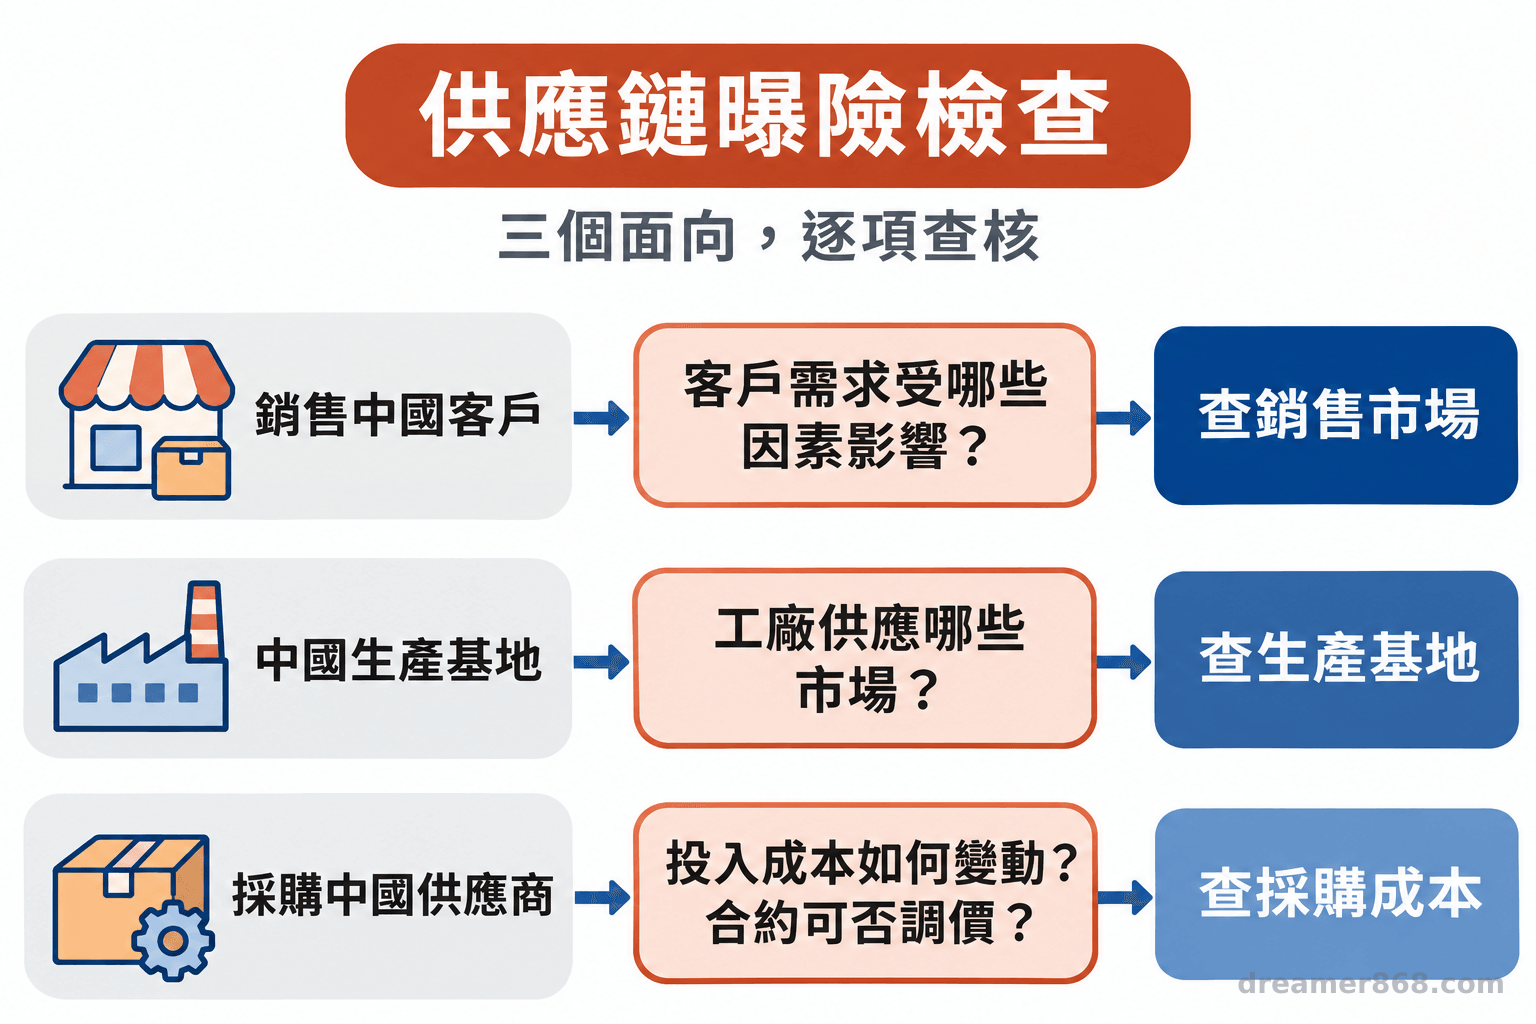 供應鏈曝險檢查
三個面向，逐項查核
銷售中國客戶
客戶需求受哪些
因素影響？
查銷售市場
中國生產基地
工廠供應哪些
市場？
查生產基地
採購中國供應商
投入成本如何變動？
合約可否調價？
查採購成本
dreamer868.com